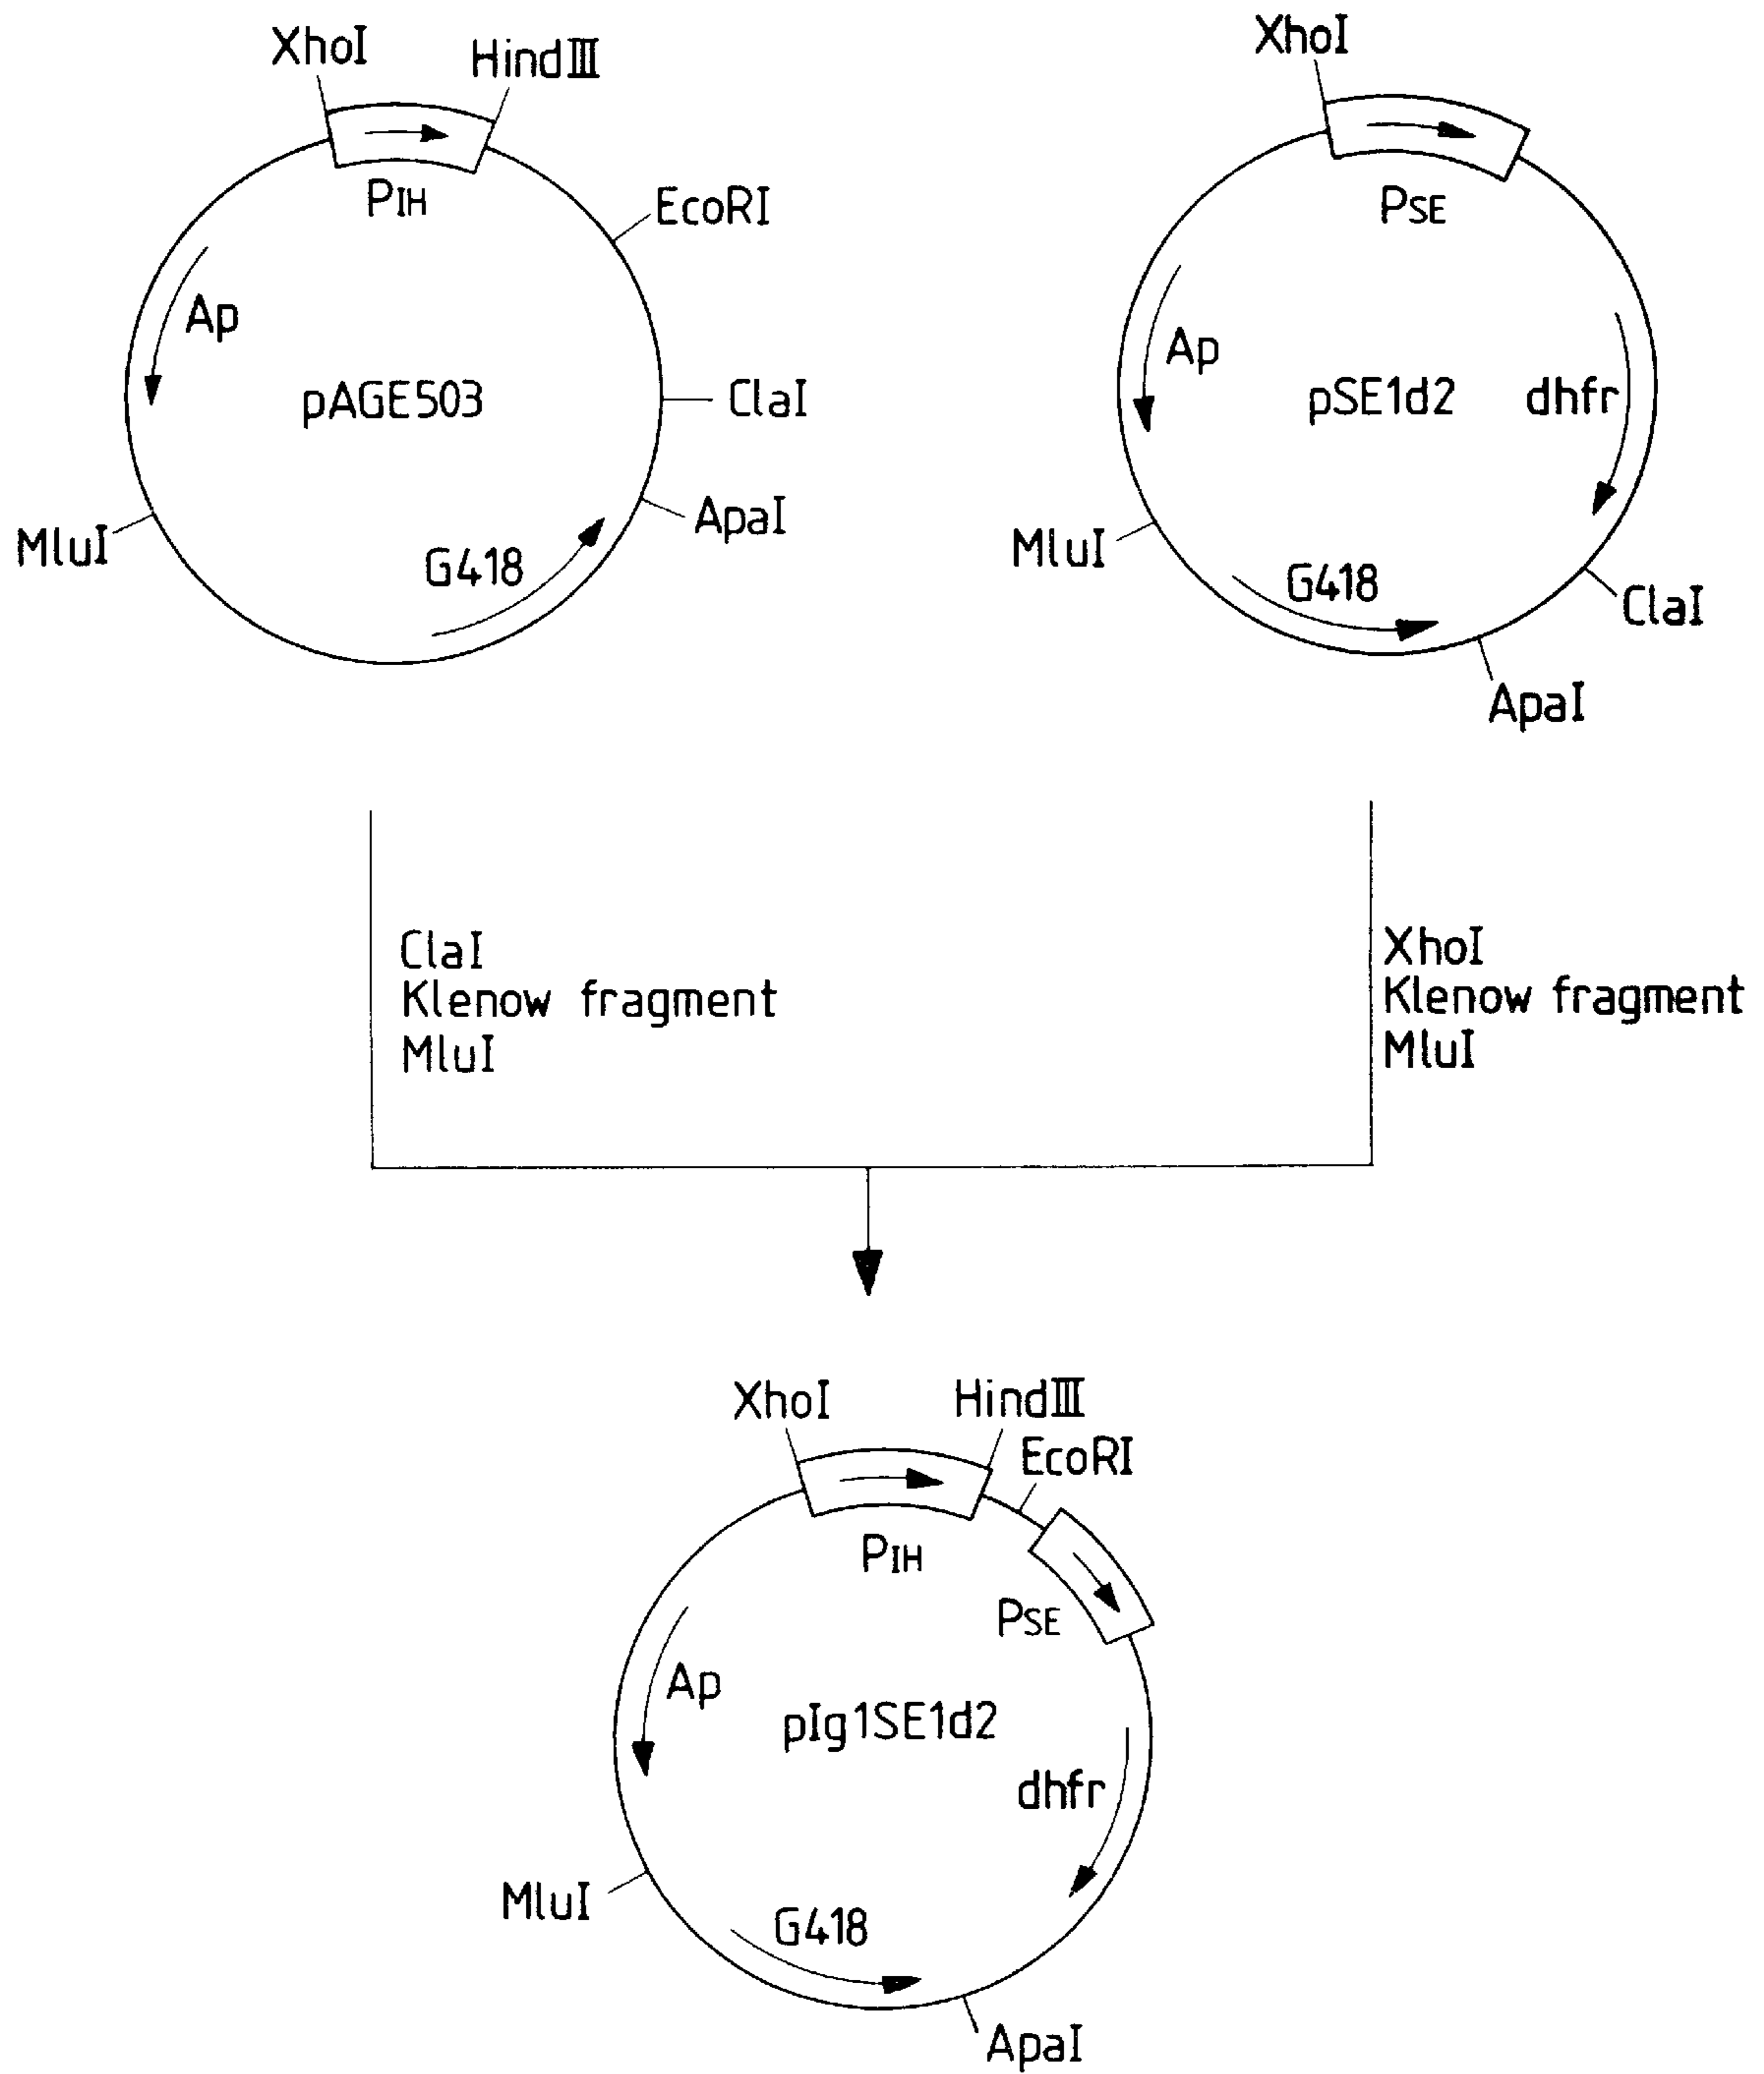 XhoI
HindIII
PIH
EcoRI
Ap
pAGE503
ClaI
ApaI
MluI
G418
XhoI
PSE
Ap
pSE1d2
dhfr
MluI
G418
ClaI
ApaI
ClaI
Klenow fragment
MluI
XhoI
Klenow fragment
MluI
XhoI
HindIII
EcoRI
PIH
PSE
Ap
pIg1SE1d2
dhfr
MluI
G418
ApaI